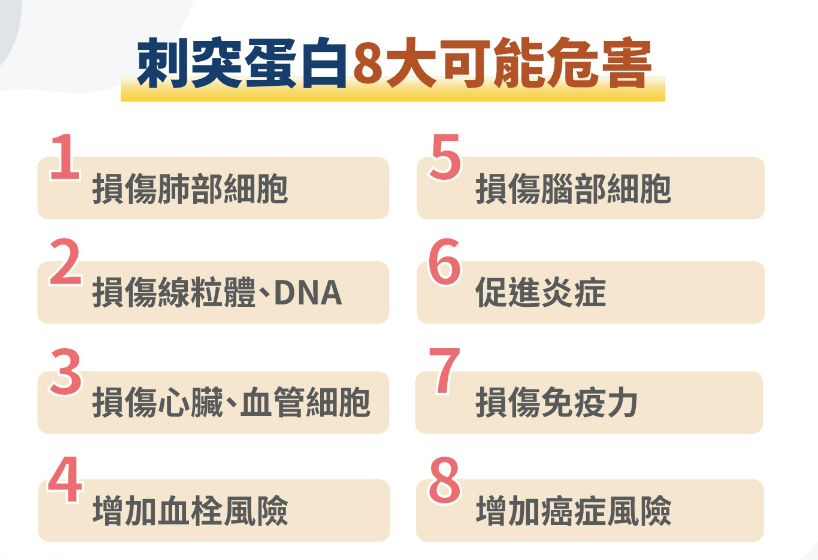 刺突蛋白8大可能危害
1 損傷肺部細胞
2 損傷線粒體、DNA
3 損傷心臟、血管細胞
4 增加血栓風險
5 損傷腦部細胞
6 促進炎症
7 損傷免疫力
8 增加癌症風險